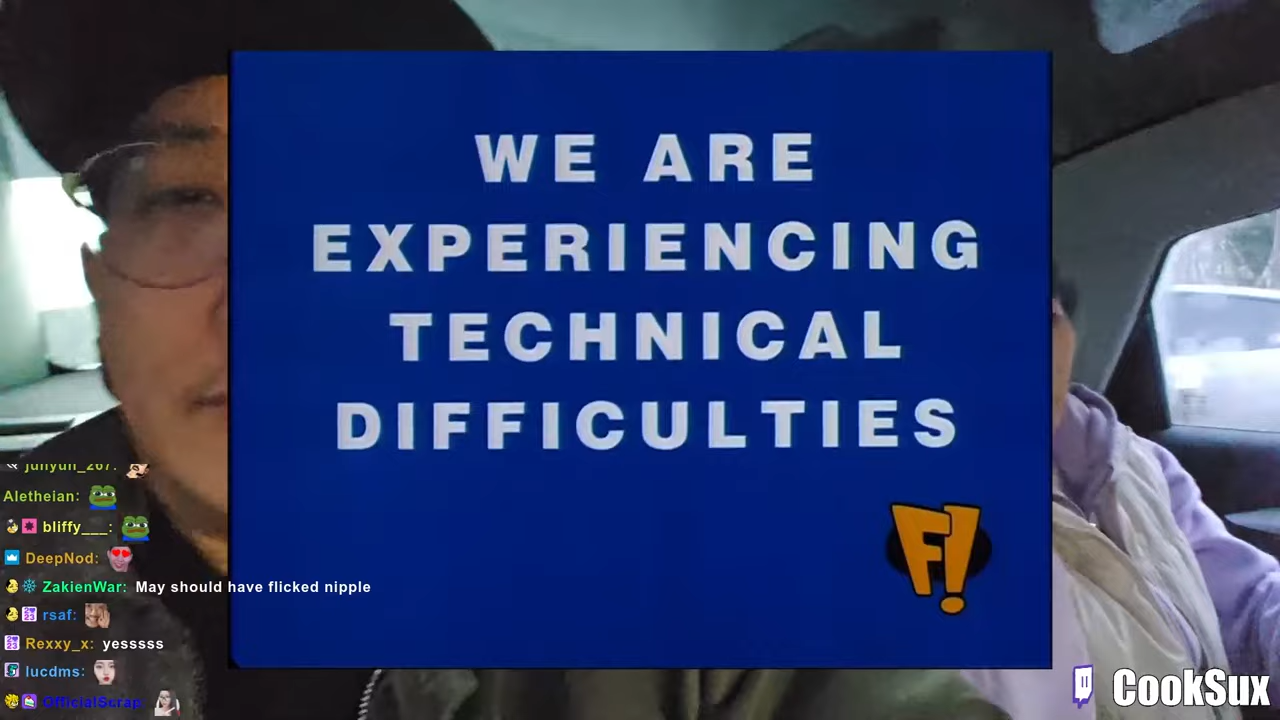 WE ARE
EXPERIENCING
TECHNICAL
DIFFICULTIES
F!
junyun_267:
Aletheian:
bliffy___:
DeepNod:
ZakienWar: May should have flicked nipple
rsaf:
Rexxy_x: yesssss
lucdms:
OfficialScrap
CookSux